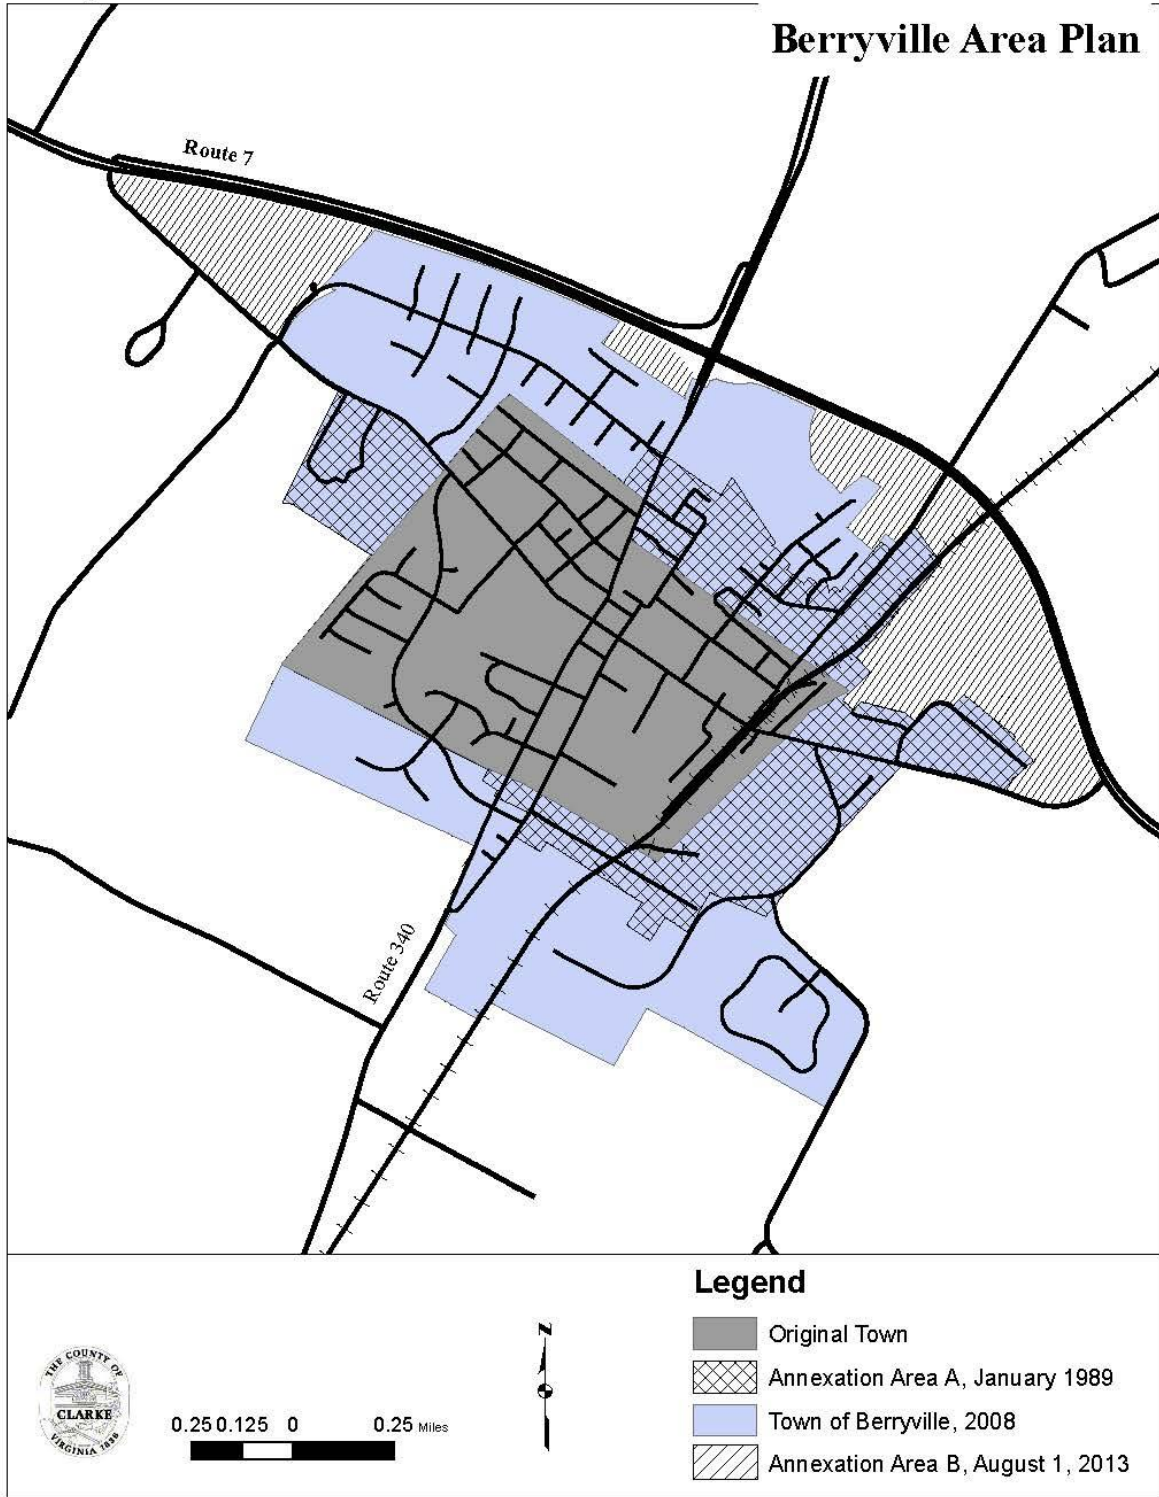 Berryville Area Plan
Route 7
Route 340
Legend
Original Town
Annexation Area A, January 1989
Town of Berryville, 2008
Annexation Area B, August 1, 2013
N
0.25 0.125 0 0.25 Miles
THE COUNTY OF
CLARKE
VIRGINIA 1836